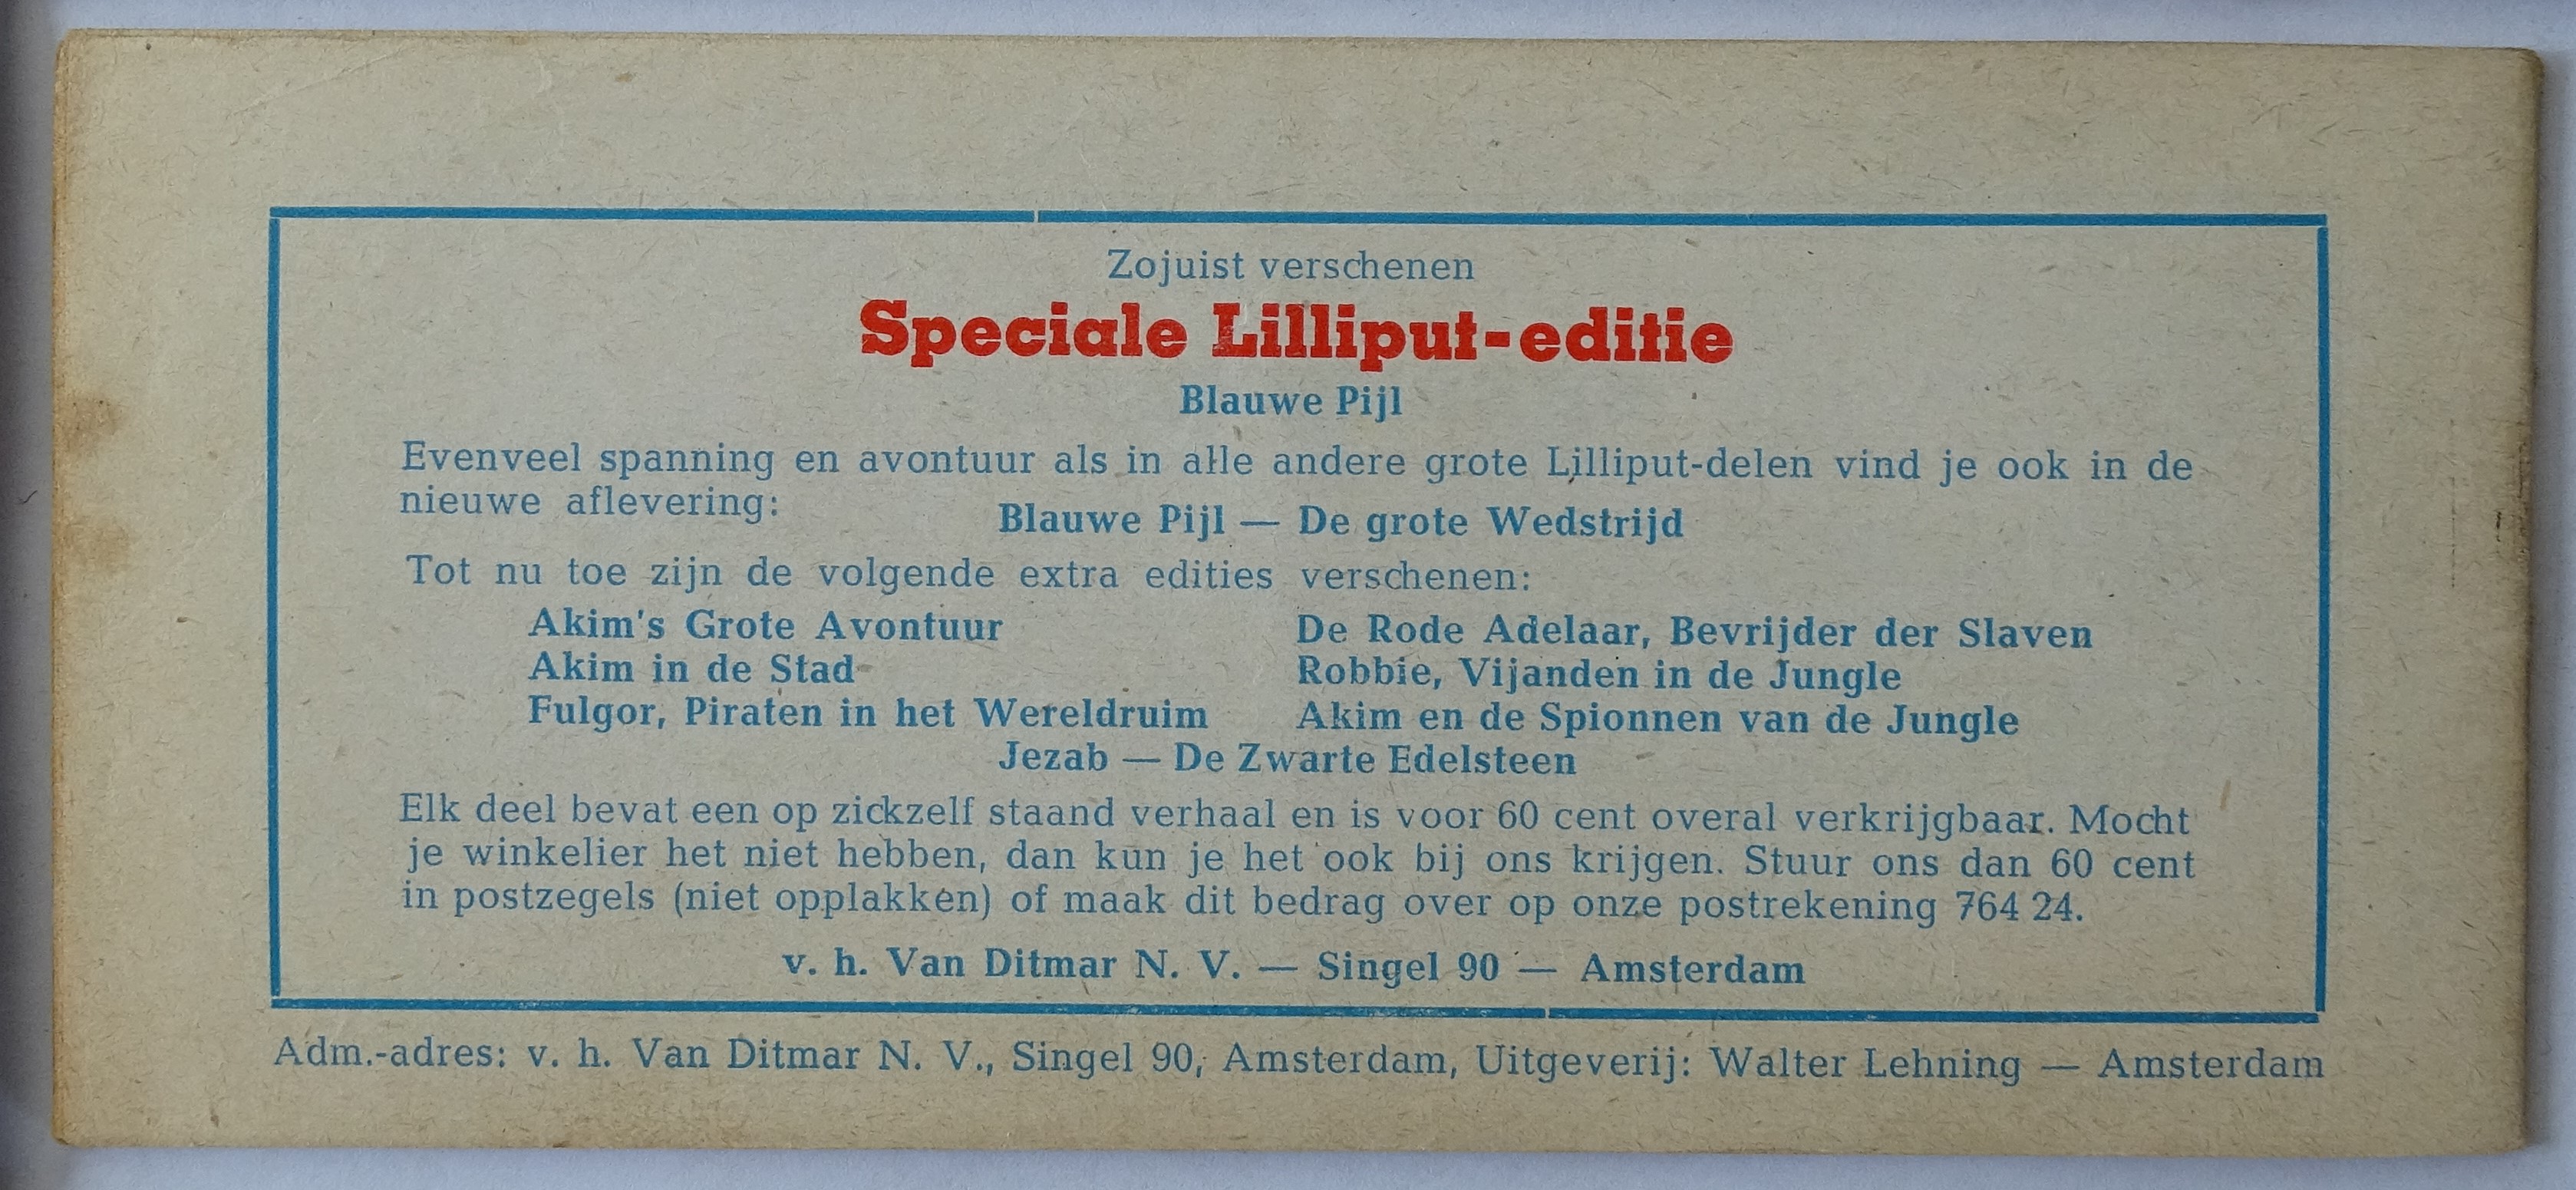 Zojuist verschenen
Speciale Lilliput-editie
Blauwe Pijl
Evenveel spanning en avontuur als in alle andere grote Lilliput-delen vind je ook in de
nieuwe aflevering:
Blauwe Pijl — De grote Wedstrijd
Tot nu toe zijn de volgende extra edities verschenen:
Akim's Grote Avontuur
Akim in de Stad
Fulgor, Piraten in het Wereldruim
De Rode Adelaar, Bevrijder der Slaven
Robbie, Vijanden in de Jungle
Akim en de Spionnen van de Jungle
Jezab — De Zwarte Edelsteen
Elk deel bevat een op zickzelf staand verhaal en is voor 60 cent overal verkrijgbaar. Mocht
je winkelier het niet hebben, dan kun je het ook bij ons krijgen. Stuur ons dan 60 cent
in postzegels (niet opplakken) of maak dit bedrag over op onze postrekening 764 24.
v. h. Van Ditmar N. V. — Singel 90 — Amsterdam
Adm.-adres: v. h. Van Ditmar N. V., Singel 90, Amsterdam, Uitgeverij: Walter Lehning — Amsterdam